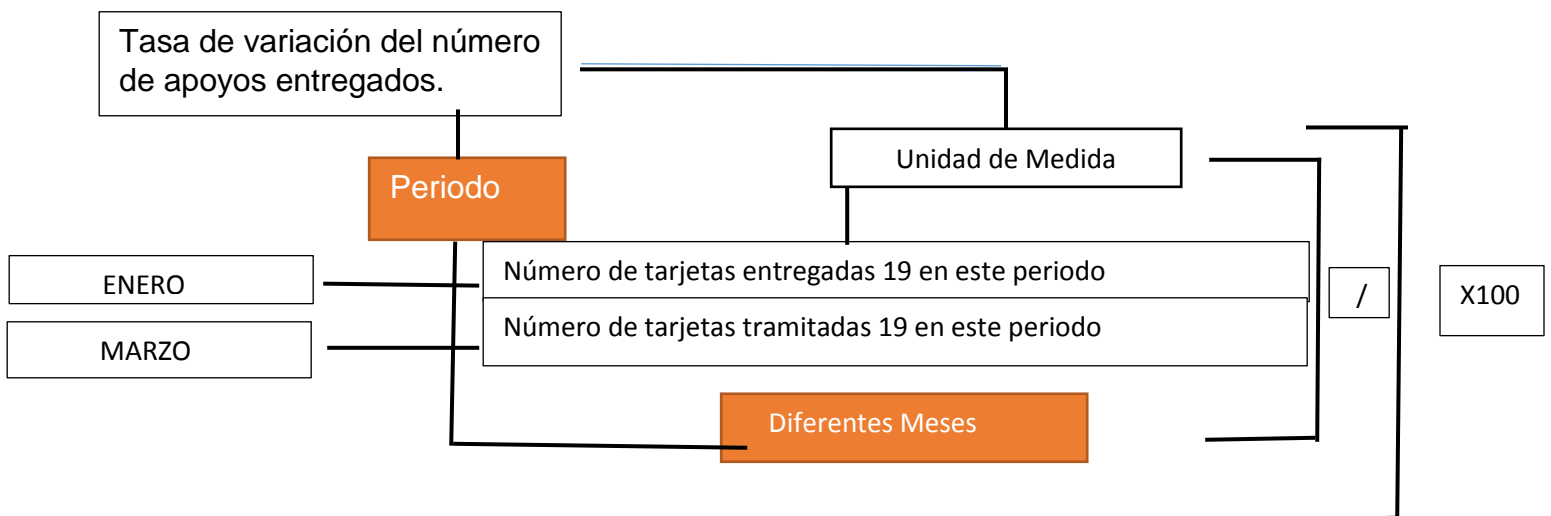 Tasa de variación del número
de apoyos entregados.
Unidad de Medida
Periodo
ENERO
Número de tarjetas entregadas 19 en este periodo
/
X100
Número de tarjetas tramitadas 19 en este periodo
MARZO
Diferentes Meses